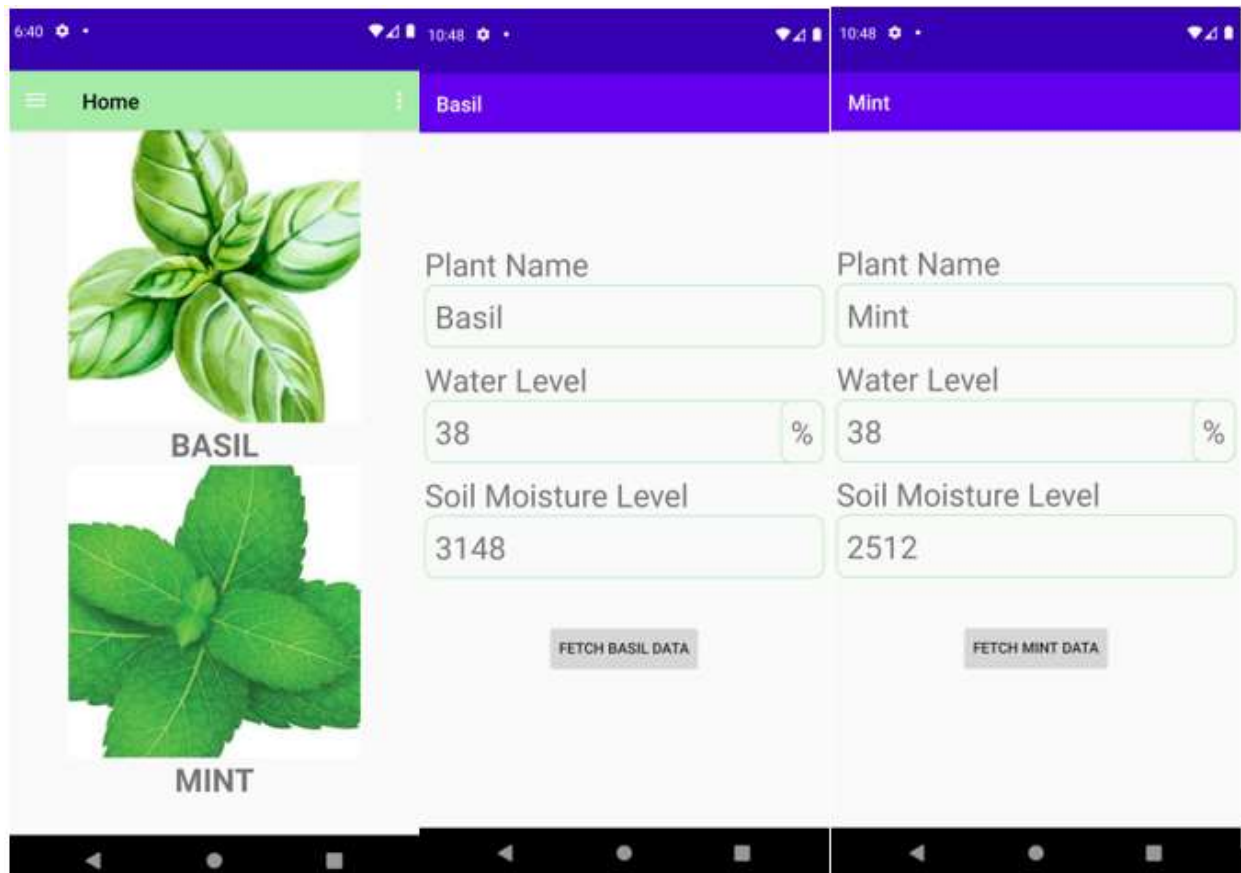 6:40
Home
BASIL
MINT
10:48
Basil
Plant Name
Basil
Water Level
38 %
Soil Moisture Level
3148
FETCH BASIL DATA
10:48
Mint
Plant Name
Mint
Water Level
38 %
Soil Moisture Level
2512
FETCH MINT DATA